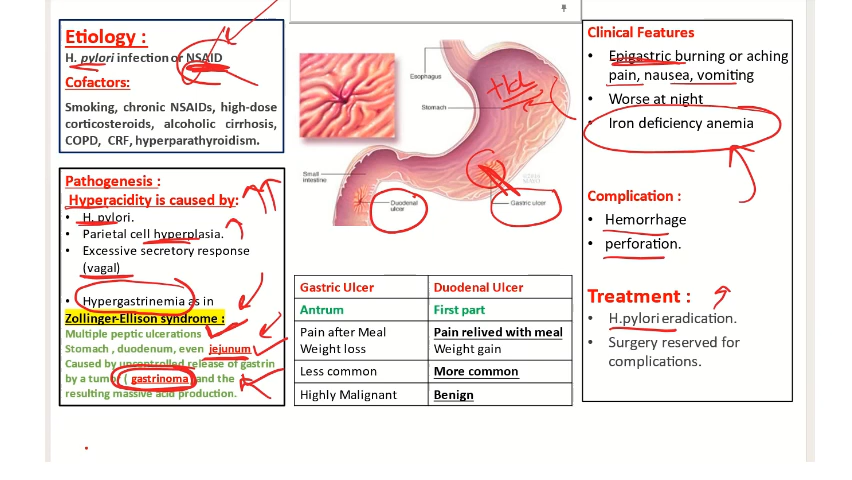 Etiology :
H. pylori infection or NSAID
Cofactors:
Smoking, chronic NSAIDs, high-dose
corticosteroids, alcoholic cirrhosis,
COPD, CRF, hyperparathyroidism.
Pathogenesis :
Hyperacidity is caused by:
• H. pylori.
• Parietal cell hyperplasia.
• Excessive secretory response
(vagal)
• Hypergastrinemia as in
Zollinger-Ellison syndrome :
Multiple peptic ulcerations
Stomach , duodenum, even jejunum
Caused by uncontrolled release of gastrin
by a tumor ( gastrinoma) and the
resulting massive acid production.
Esophagus
Stomach
HCL
Small
intestine
Duodenal
ulcer
Gastric ulcer
Gastric Ulcer Duodenal Ulcer
Antrum First part
Pain after Meal Pain relived with meal
Weight loss Weight gain
Less common More common
Highly Malignant Benign
Clinical Features
• Epigastric burning or aching
pain, nausea, vomiting
• Worse at night
• Iron deficiency anemia
Complication :
• Hemorrhage
• perforation.
Treatment :
• H.pylori eradication.
• Surgery reserved for
complications.